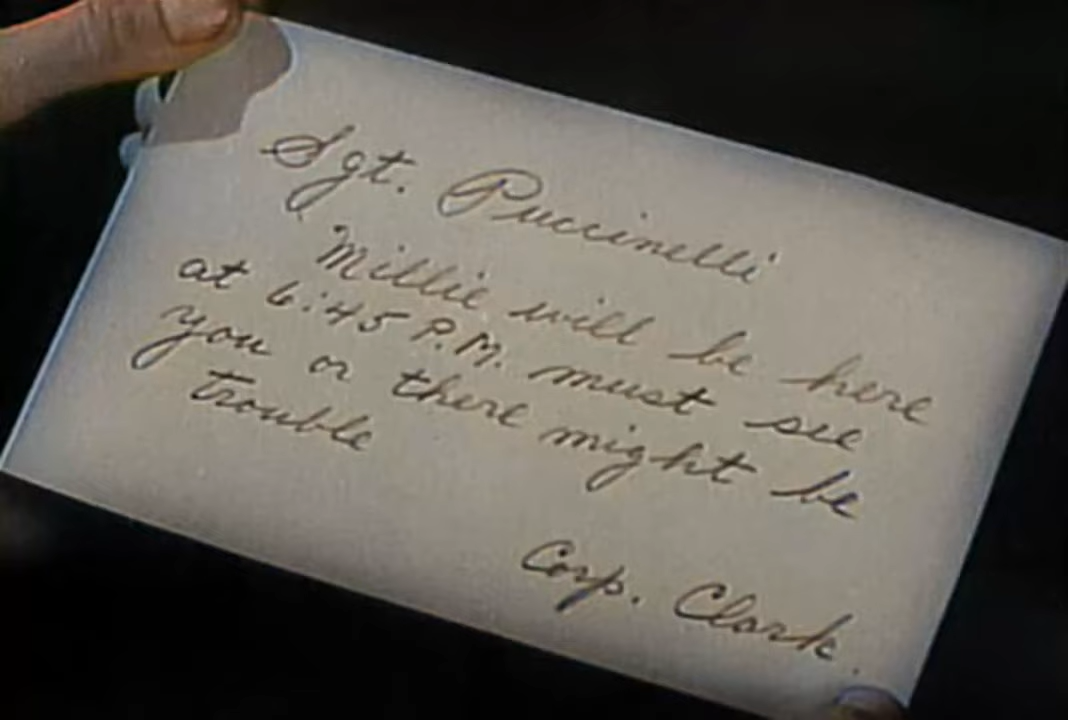 Sgt. Puccinelli
Millie will be here
at 6:45 P.M. must see
you or there might be
trouble
Corp. Clark.